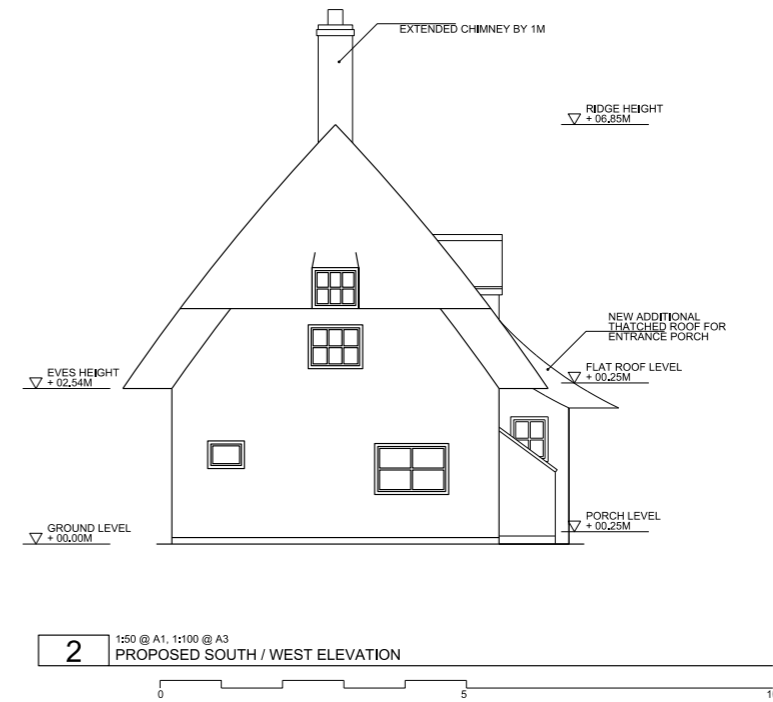 EXTENDED CHIMNEY BY 1M
RIDGE HEIGHT
+ 06.85M
NEW ADDITIONAL
THATCHED ROOF FOR
ENTRANCE PORCH
EVES HEIGHT
+ 02.54M
FLAT ROOF LEVEL
+ 00.25M
GROUND LEVEL
+ 00.00M
PORCH LEVEL
+ 00.25M
2
1:50 @ A1, 1:100 @ A3
PROPOSED SOUTH / WEST ELEVATION
0 5 10